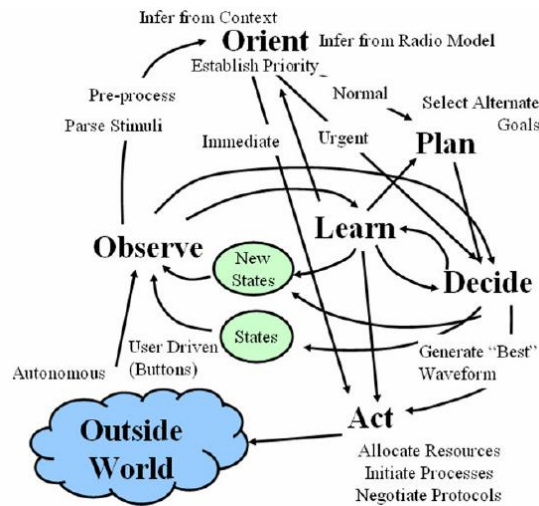 Infer from Context
Orient
Infer from Radio Model
Establish Priority
Pre-process
Normal
Select Alternate
Goals
Parse Stimuli
Immediate
Urgent
Plan
Learn
Observe
New
States
Decide
States
User Driven
(Buttons)
Autonomous
Generate “Best”
Waveform
Act
Outside
World
Allocate Resources
Initiate Processes
Negotiate Protocols